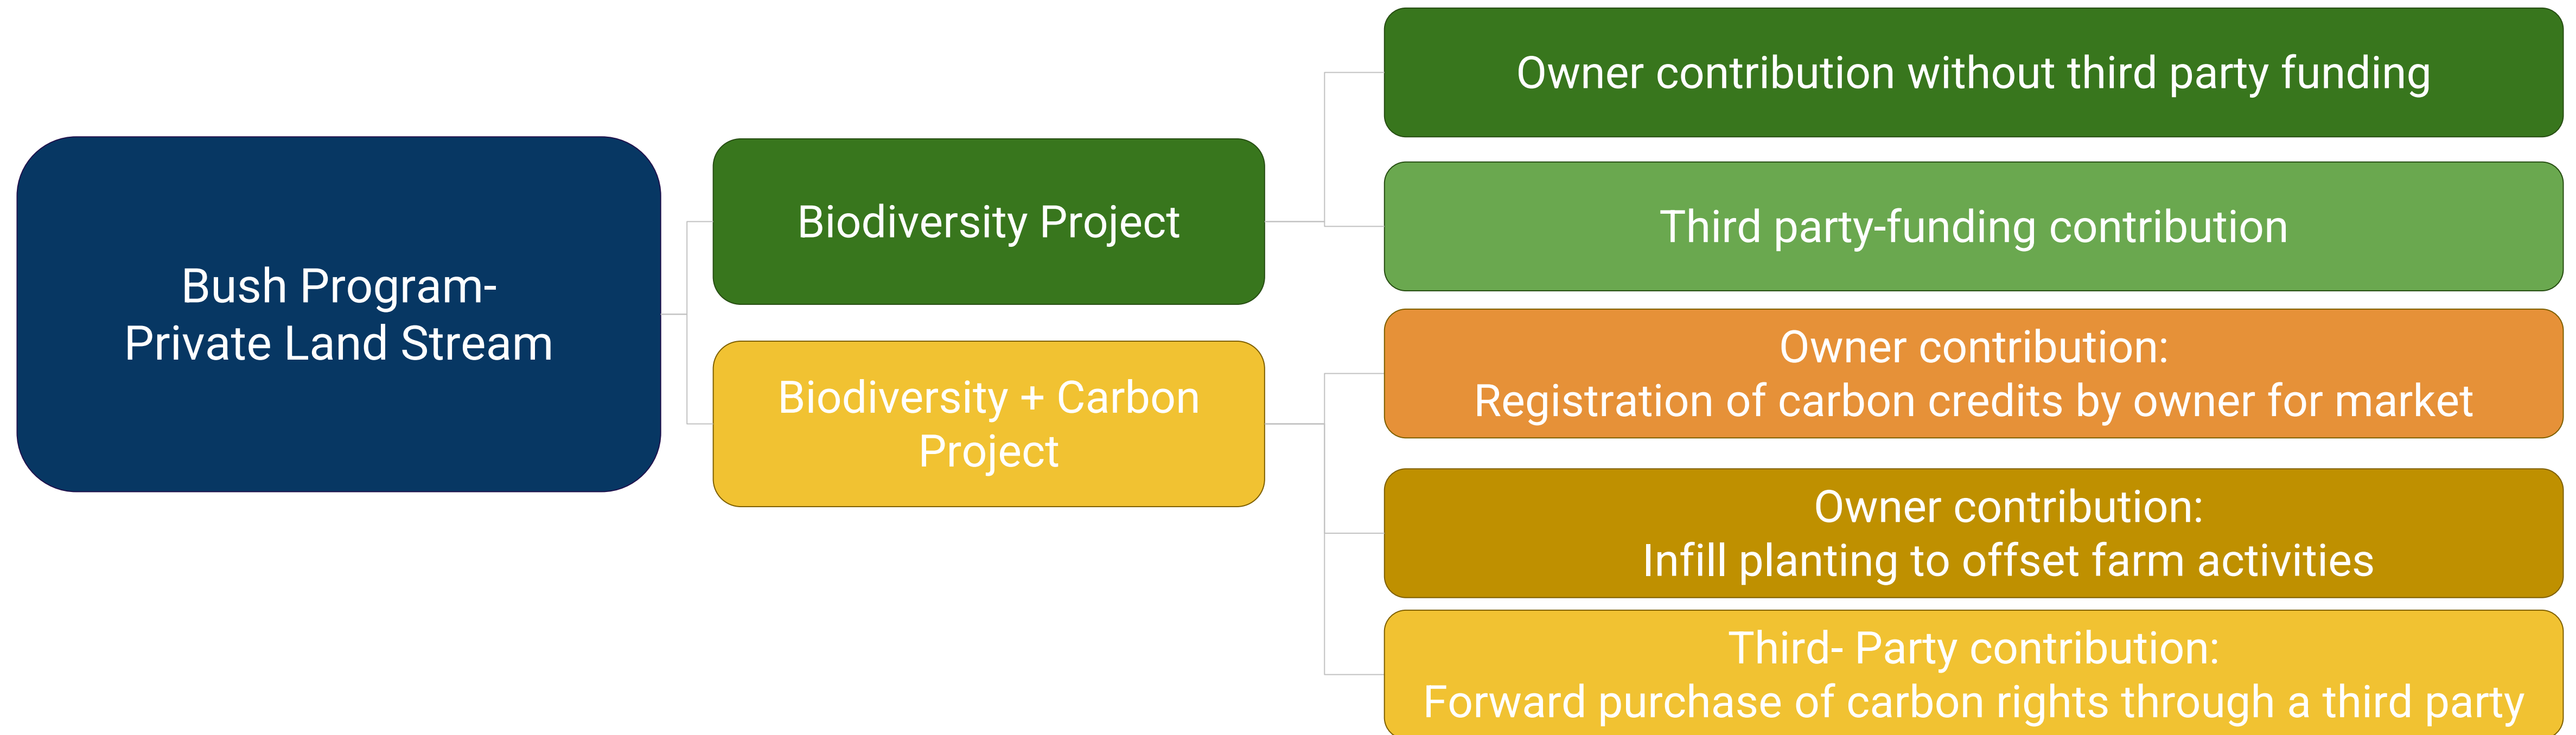 Bush Program-
Private Land Stream
Biodiversity Project
Biodiversity + Carbon
Project
Owner contribution without third party funding
Third party-funding contribution
Owner contribution:
Registration of carbon credits by owner for market
Owner contribution:
Infill planting to offset farm activities
Third- Party contribution:
Forward purchase of carbon rights through a third party